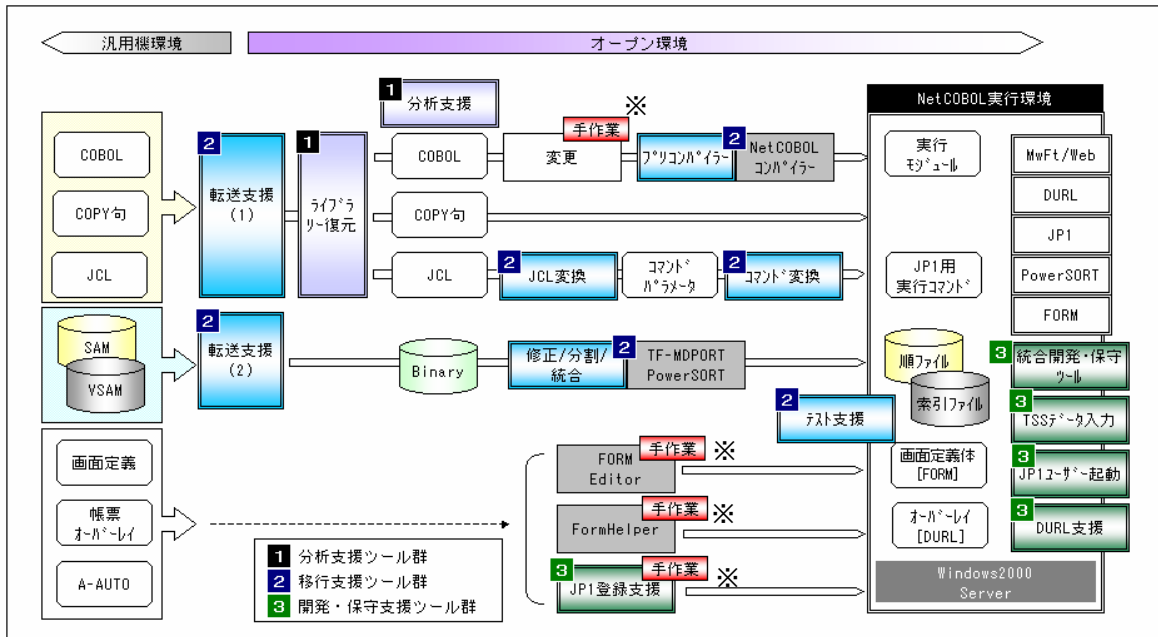 汎用機環境
オープン環境
1
分析支援
※
NetCOBOL実行環境
COBOL
COPY句
JCL
2
転送支援
(1)
1
ﾗｲﾌﾞﾗ
ﾘｰ復元
COBOL
手作業
変更
ﾌﾟﾘｺﾝﾊﾟｲﾗｰ
2
NetCOBOL
ｺﾝﾊﾟｲﾗｰ
COPY句
JCL
2
JCL変換
ｺﾏﾝﾄﾞ
ﾊﾟﾗﾒｰﾀ
2
ｺﾏﾝﾄﾞ変換
実行
ﾓｼﾞｭｰﾙ
JP1用
実行ｺﾏﾝﾄﾞ
MwFt/Web
DURL
JP1
PowerSORT
FORM
SAM
VSAM
2
転送支援
(2)
Binary
修正/分割/
統合
2
TF-MDPORT
PowerSORT
順ﾌｧｲﾙ
索引ﾌｧｲﾙ
3
統合開発・保守
ﾂｰﾙ
2
ﾃｽﾄ支援
3
TSSﾃﾞｰﾀ入力
画面定義
帳票
ｵｰﾊﾞｰﾚｲ
A-AUTO
手作業
※
FORM
Editor
手作業
※
FormHelper
3
手作業
※
JP1登録支援
画面定義体
[FORM]
ｵｰﾊﾞｰﾚｲ
[DURL]
3
JP1ﾕｰｻﾞｰ起動
3
DURL支援
Windows2000
Server
1 分析支援ツール群
2 移行支援ツール群
3 開発・保守支援ツール群